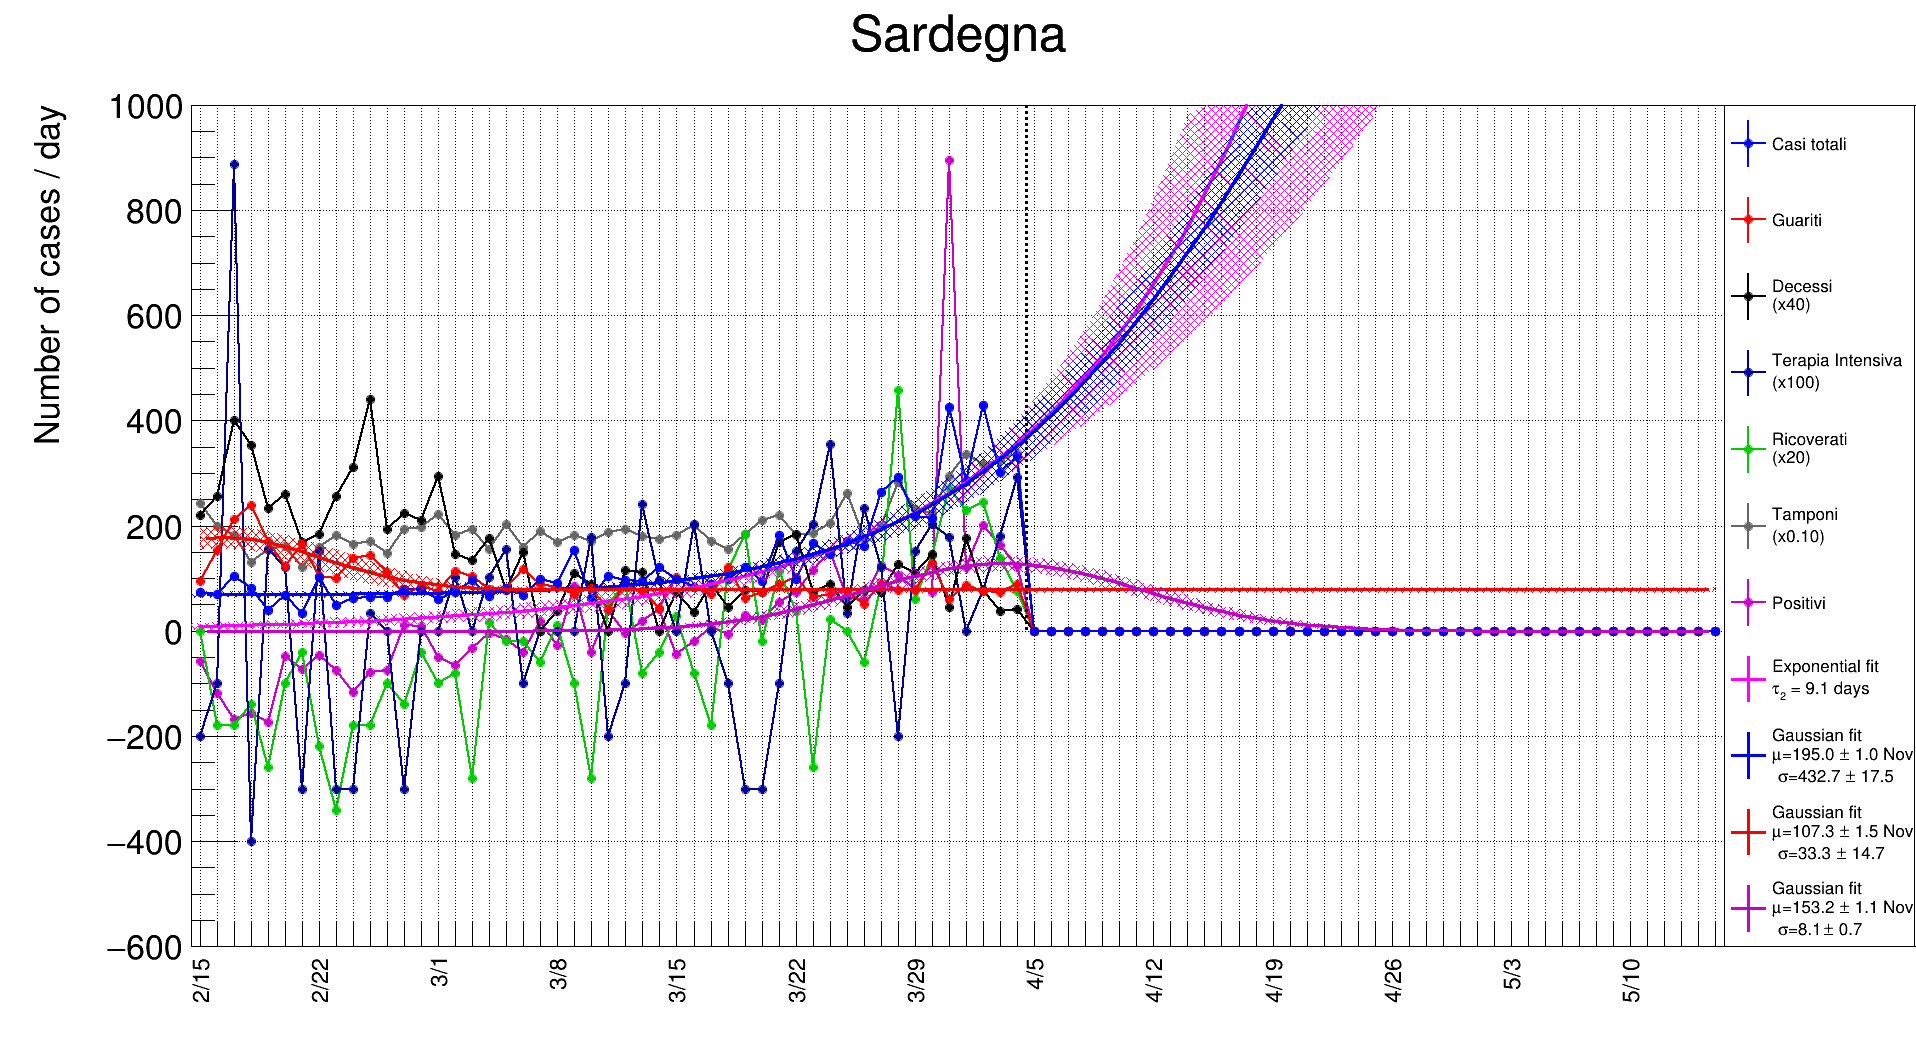 Sardegna
Number of cases / day
1000
800
600
400
200
0
−200
−400
−600
2/15
2/22
3/1
3/8
3/15
3/22
3/29
4/5
4/12
4/19
4/26
5/3
5/10
Casi totali
Guariti
Decessi
(x40)
Terapia Intensiva
(x100)
Ricoverati
(x20)
Tamponi
(x0.10)
Positivi
Exponential fit
τ2 = 9.1 days
Gaussian fit
μ=195.0 ± 1.0 Nov
σ=432.7 ± 17.5
Gaussian fit
μ=107.3 ± 1.5 Nov
σ=33.3 ± 14.7
Gaussian fit
μ=153.2 ± 1.1 Nov
σ=8.1 ± 0.7